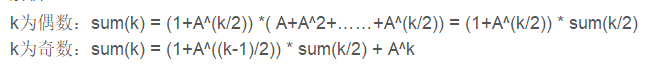 k为偶数：sum(k) = (1+A^(k/2)) *( A+A^2+……+A^(k/2)) = (1+A^(k/2)) * sum(k/2)
k为奇数：sum(k) = (1+A^((k-1)/2)) * sum(k/2) + A^k